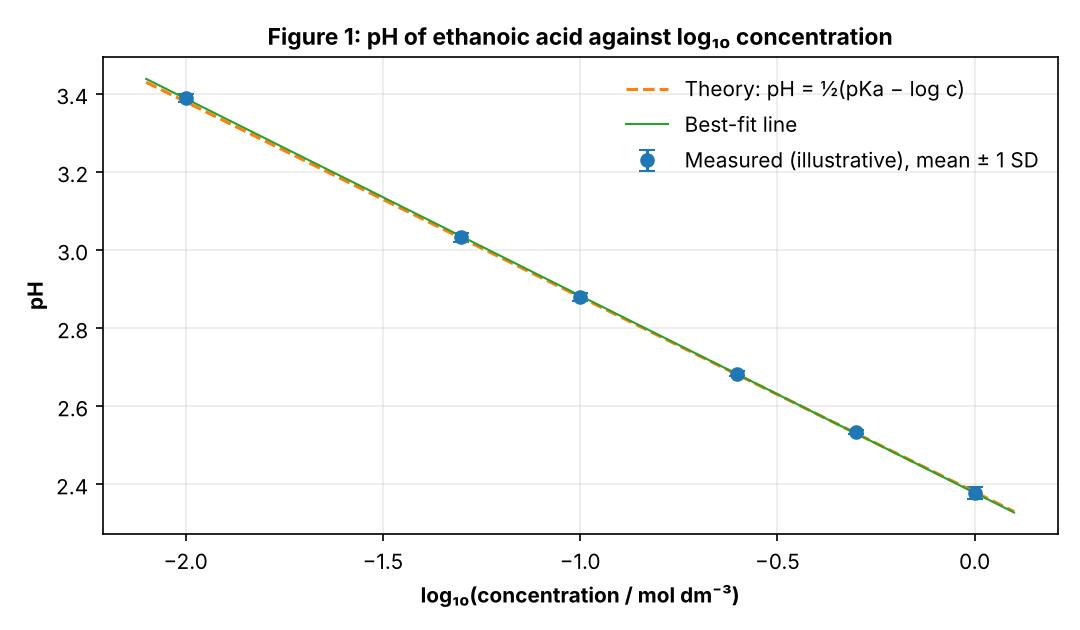 Figure 1: pH of ethanoic acid against log₁₀ concentration
Theory: pH = ½(pKa − log c)
Best-fit line
Measured (illustrative), mean ± 1 SD
pH
3.4
3.2
3.0
2.8
2.6
2.4
−2.0 −1.5 −1.0 −0.5 0.0
log₁₀(concentration / mol dm⁻³)